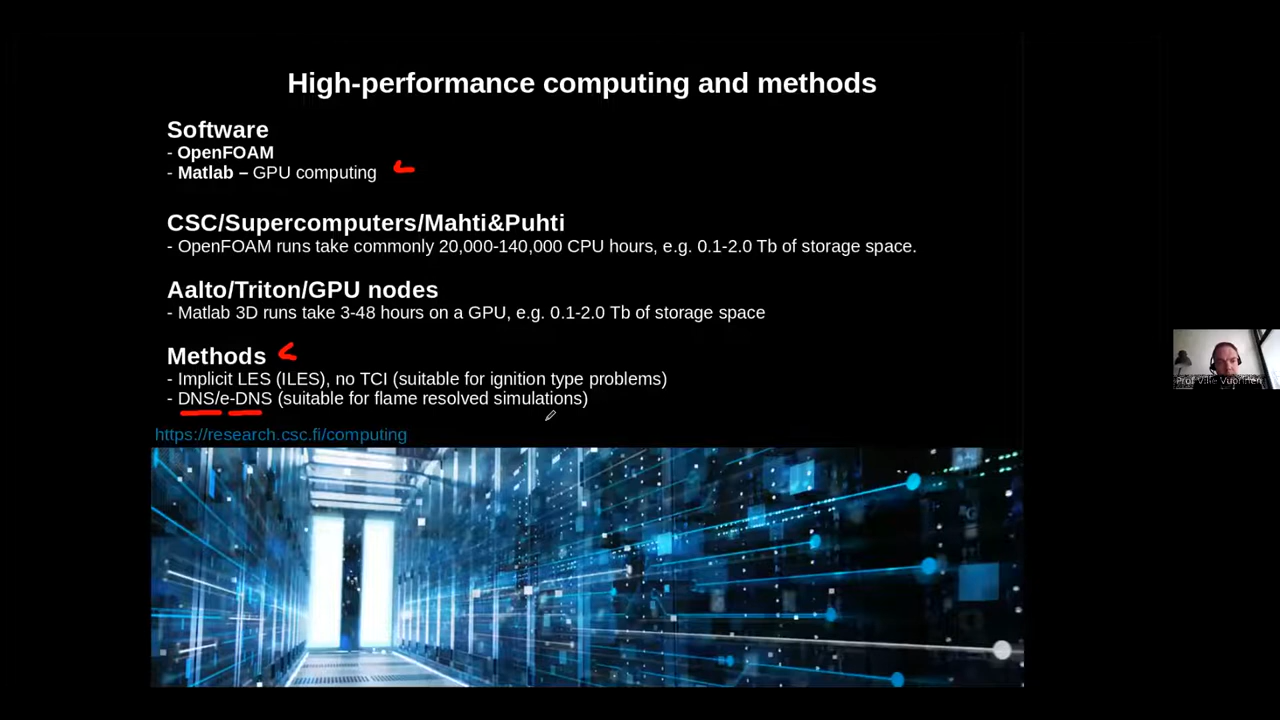 High-performance computing and methods
Software
- OpenFOAM
- Matlab – GPU computing
CSC/Supercomputers/Mahti&Puhti
- OpenFOAM runs take commonly 20,000-140,000 CPU hours, e.g. 0.1-2.0 Tb of storage space.
Aalto/Triton/GPU nodes
- Matlab 3D runs take 3-48 hours on a GPU, e.g. 0.1-2.0 Tb of storage space
Methods
- Implicit LES (ILES), no TCI (suitable for ignition type problems)
- DNS/e-DNS (suitable for flame resolved simulations)
https://research.csc.fi/computing
Prof Ville Vuorinen